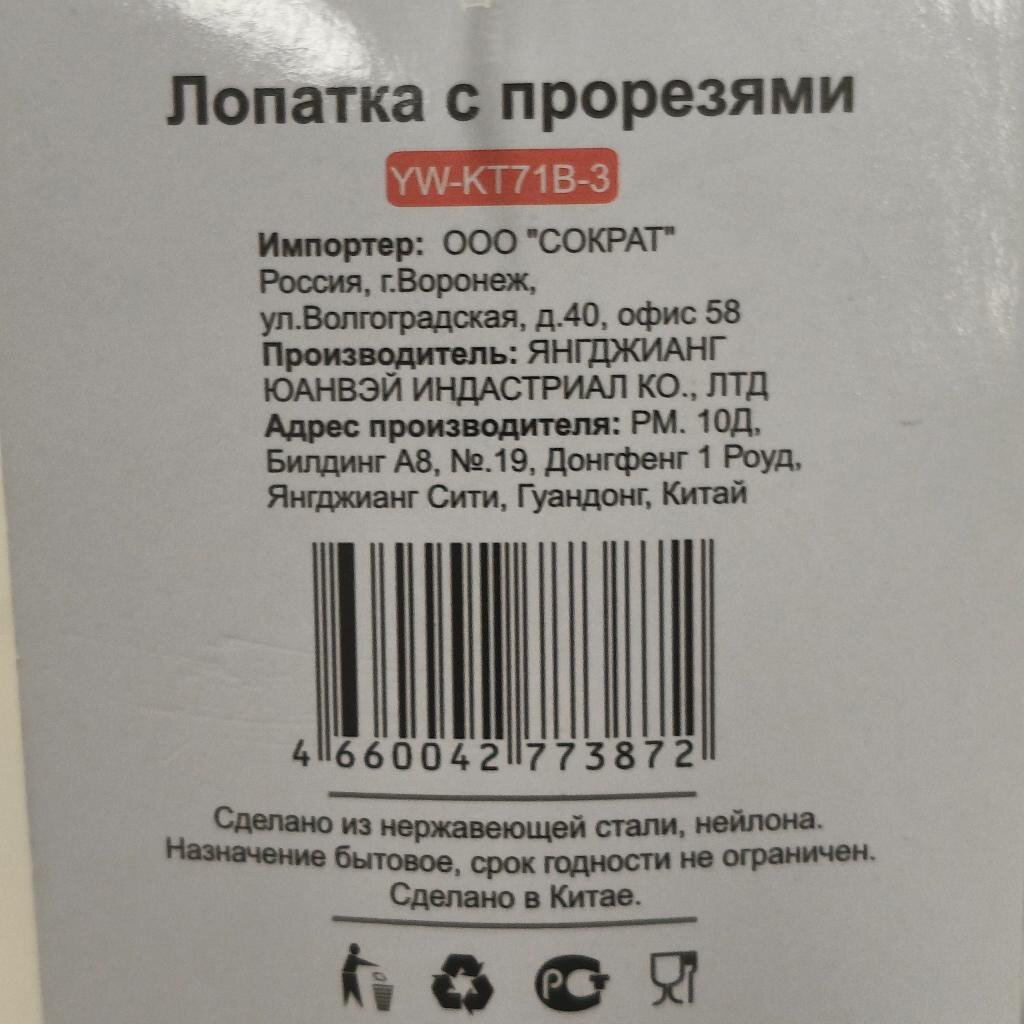 Лопатка с прорезями
YW-KT71B-3
Импортер: ООО "СОКРАТ"
Россия, г.Воронеж,
ул.Волгоградская, д.40, офис 58
Производитель: ЯНГДЖИАНГ
ЮАНВЭЙ ИНДАСТРИАЛ КО., ЛТД
Адрес производителя: РМ. 10Д,
Билдинг А8, №.19, Донгфенг 1 Роуд,
Янгджианг Сити, Гуандонг, Китай
4 660042 773872
Сделано из нержавеющей стали, нейлона.
Назначение бытовое, срок годности не ограничен.
Сделано в Китае.
РСТ